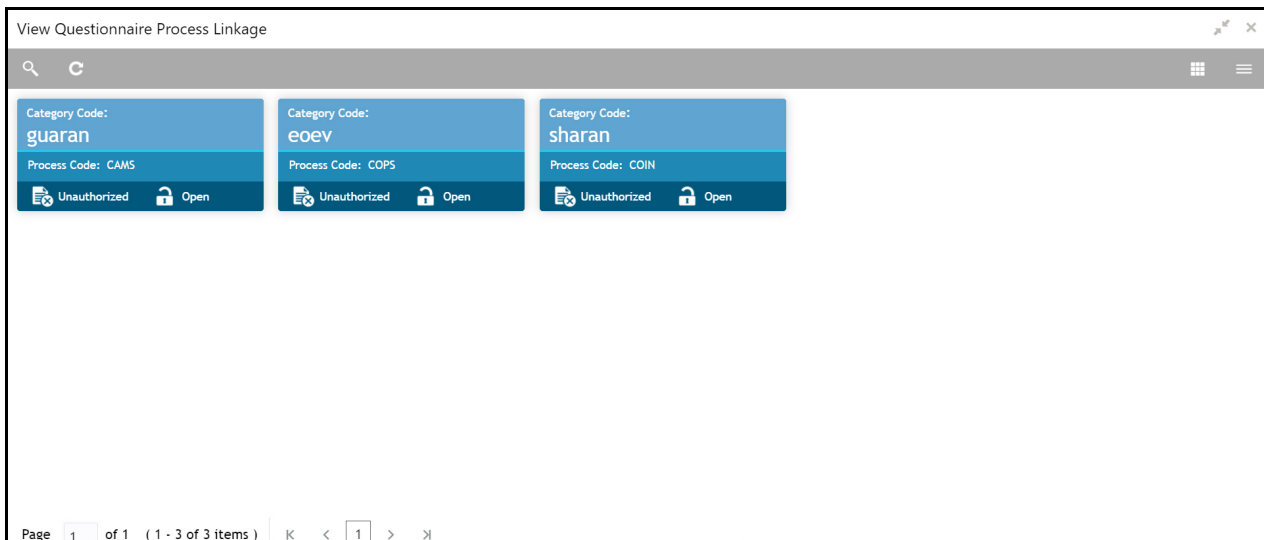 View Questionnaire Process Linkage
Category Code:
guaran
Process Code: CAMS
Unauthorized Open
Category Code:
eoev
Process Code: COPS
Unauthorized Open
Category Code:
sharan
Process Code: COIN
Unauthorized Open
Page 1 of 1 ( 1 - 3 of 3 items ) 1